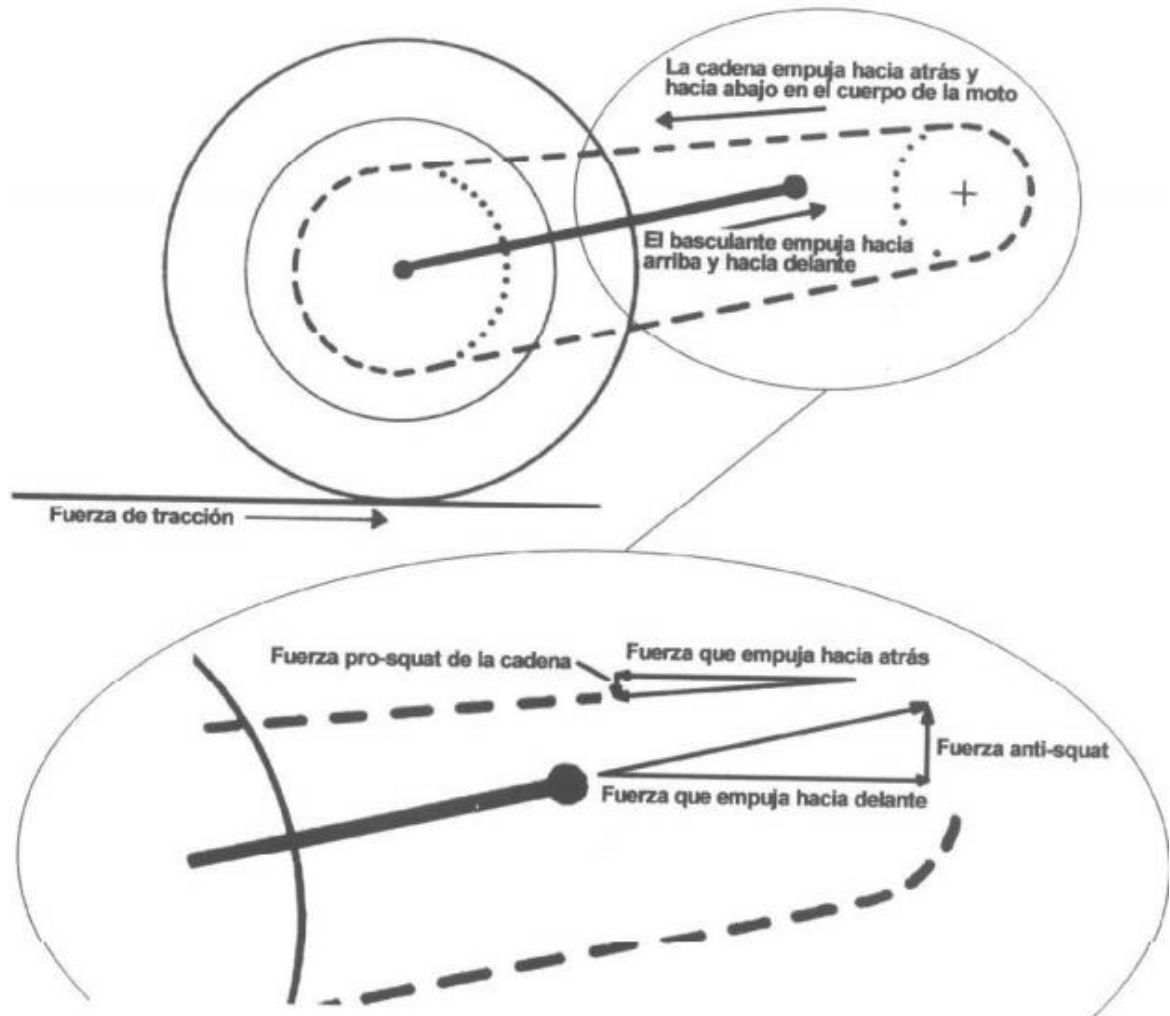 La cadena empuja hacia atrás y
hacia abajo en el cuerpo de la moto
El basculante empuja hacia
arriba y hacia delante
Fuerza de tracción
Fuerza pro-squat de la cadena
Fuerza que empuja hacia atrás
Fuerza anti-squat
Fuerza que empuja hacia delante